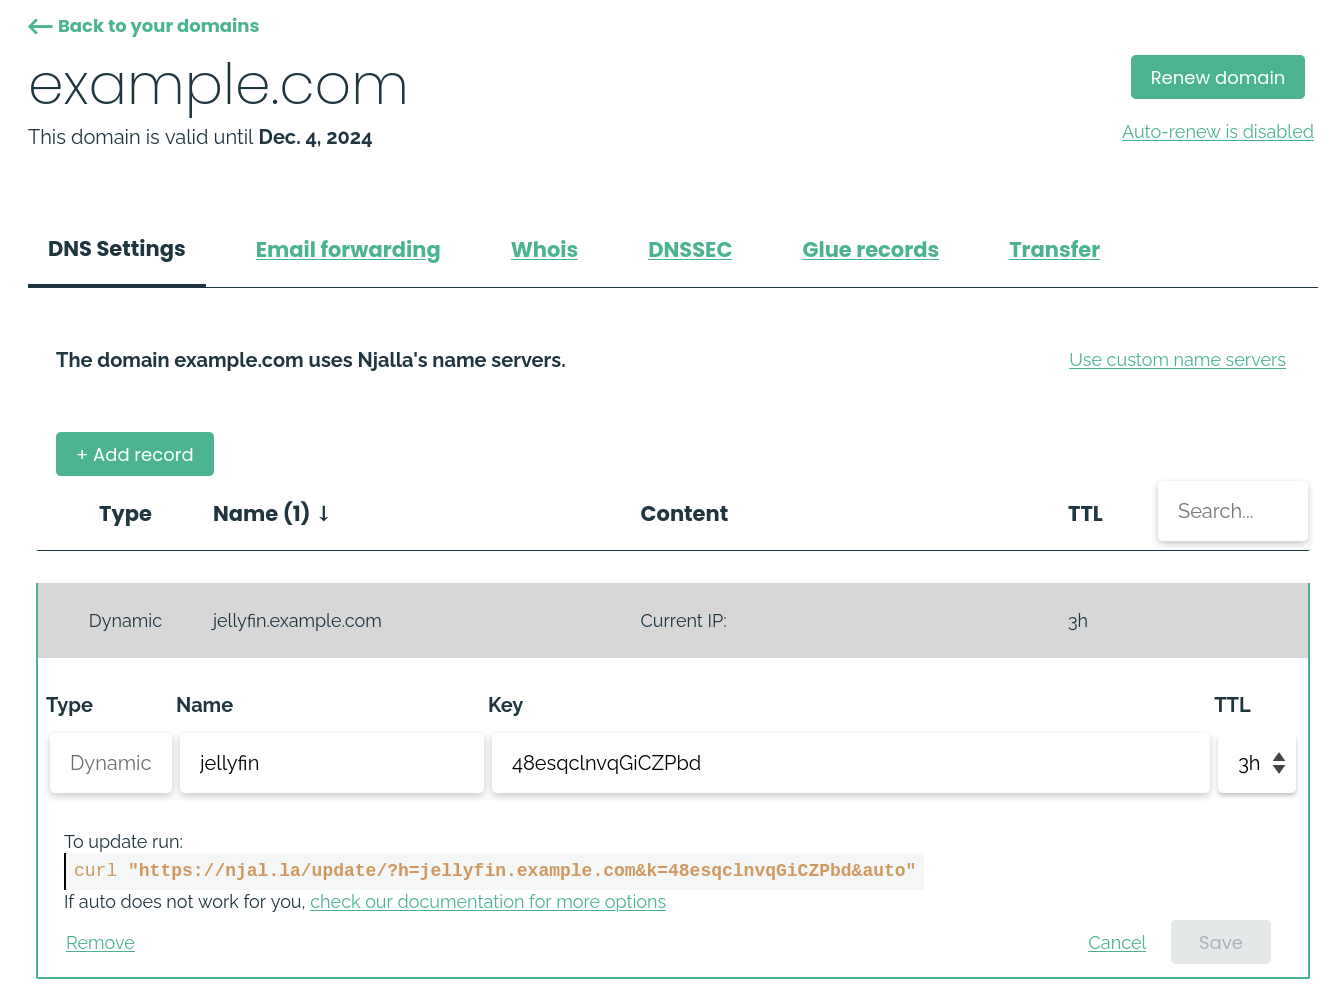 ← Back to your domains
example.com
Renew domain
This domain is valid until Dec. 4, 2024
Auto-renew is disabled
DNS Settings Email forwarding Whois DNSSEC Glue records Transfer
The domain example.com uses Njalla's name servers.
Use custom name servers
+ Add record
Type Name (1) ↓ Content TTL Search...
Dynamic jellyfin.example.com Current IP: 3h
Type Name Key TTL
Dynamic jellyfin 48esqclnvqGiCZPbd 3h
To update run:
curl "https://njal.la/update/?h=jellyfin.example.com&k=48esqclnvqGiCZPbd&auto"
If auto does not work for you, check our documentation for more options
Remove Cancel Save